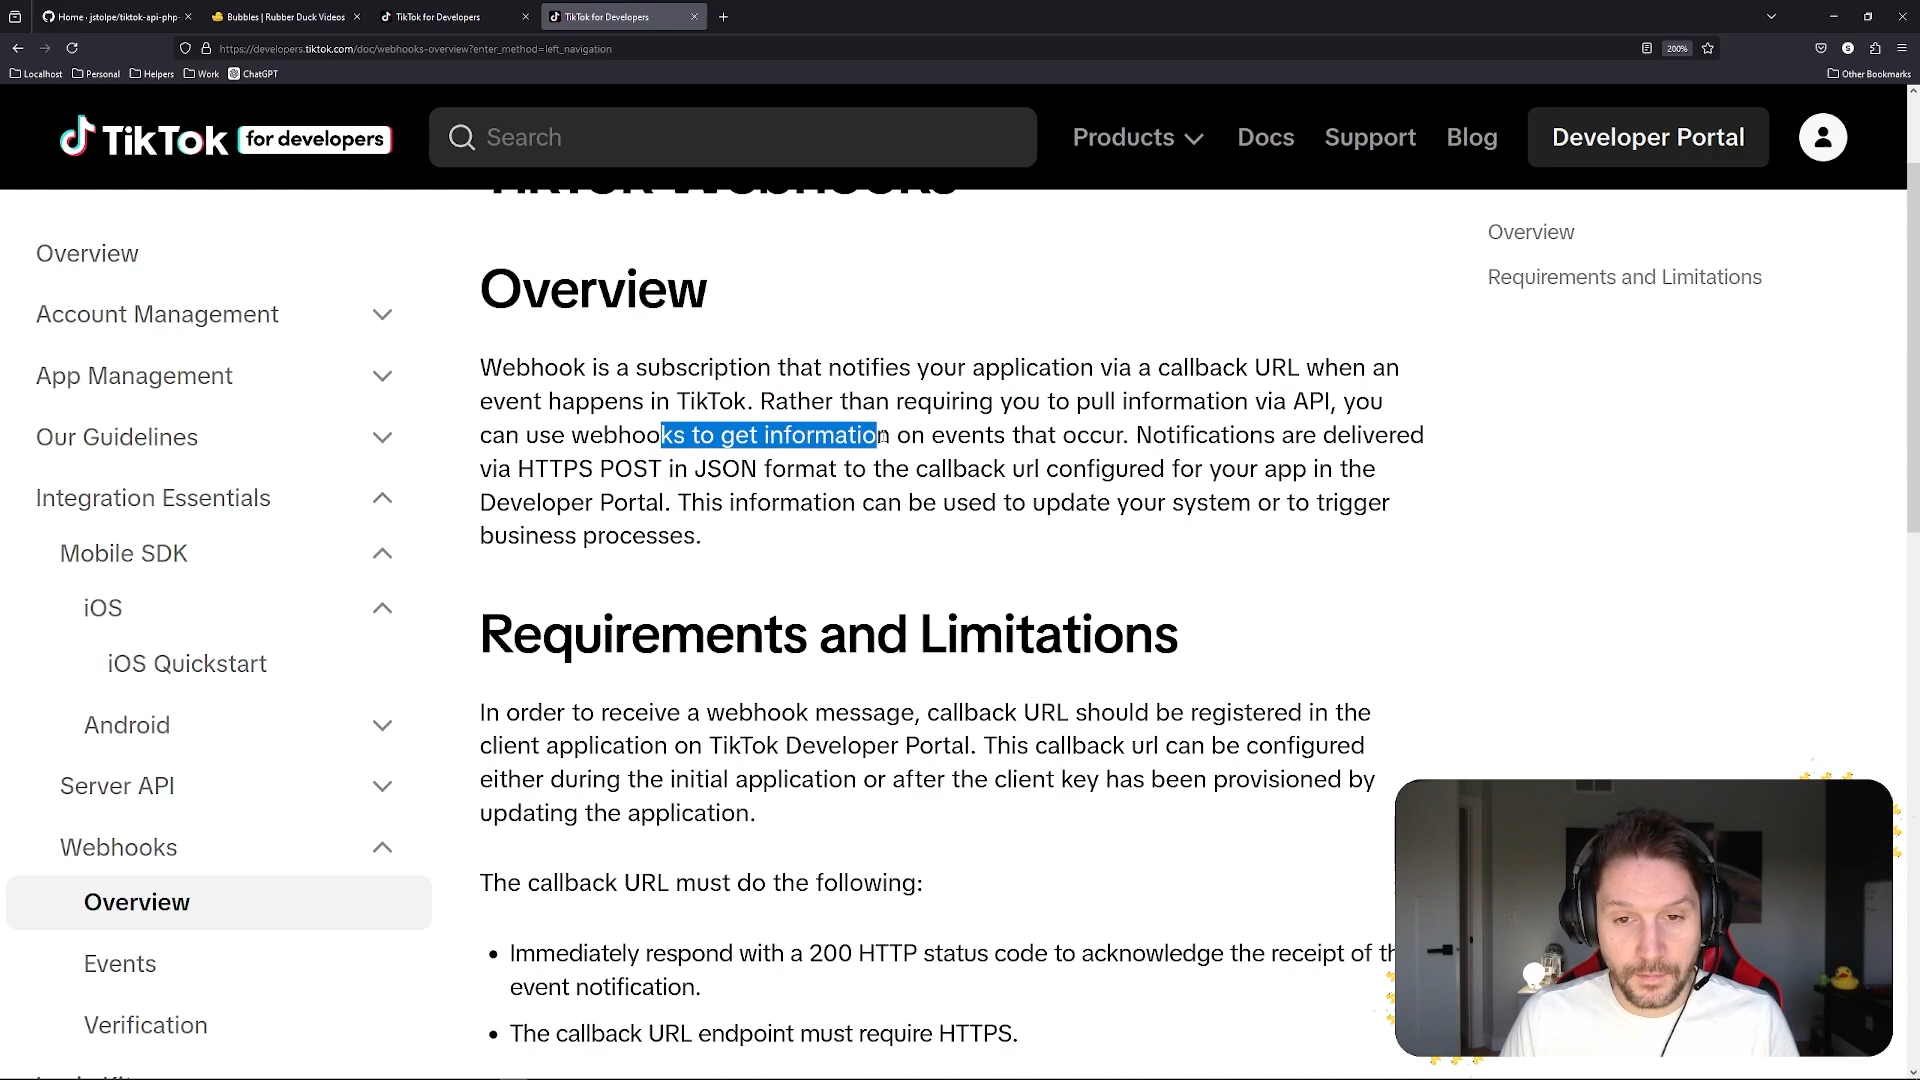 Home · jstolpe/tiktok-api-php-
Bubbles | Rubber Duck Videos
TikTok for Developers
TikTok for Developers
https://developers.tiktok.com/doc/webhooks-overview?enter_method=left_navigation
200%
S
Localhost
Personal
Helpers
Work
ChatGPT
Other Bookmarks
TikTok for developers
Search
Products
Docs
Support
Blog
Developer Portal
TikTok Webhooks
Overview
Account Management
App Management
Our Guidelines
Integration Essentials
Mobile SDK
iOS
iOS Quickstart
Android
Server API
Webhooks
Overview
Events
Verification
Overview
Webhook is a subscription that notifies your application via a callback URL when an
event happens in TikTok. Rather than requiring you to pull information via API, you
can use webhooks to get information on events that occur. Notifications are delivered
via HTTPS POST in JSON format to the callback url configured for your app in the
Developer Portal. This information can be used to update your system or to trigger
business processes.
Requirements and Limitations
In order to receive a webhook message, callback URL should be registered in the
client application on TikTok Developer Portal. This callback url can be configured
either during the initial application or after the client key has been provisioned by
updating the application.
The callback URL must do the following:
• Immediately respond with a 200 HTTP status code to acknowledge the receipt of
event notification.
• The callback URL endpoint must require HTTPS.
Overview
Requirements and Limitations